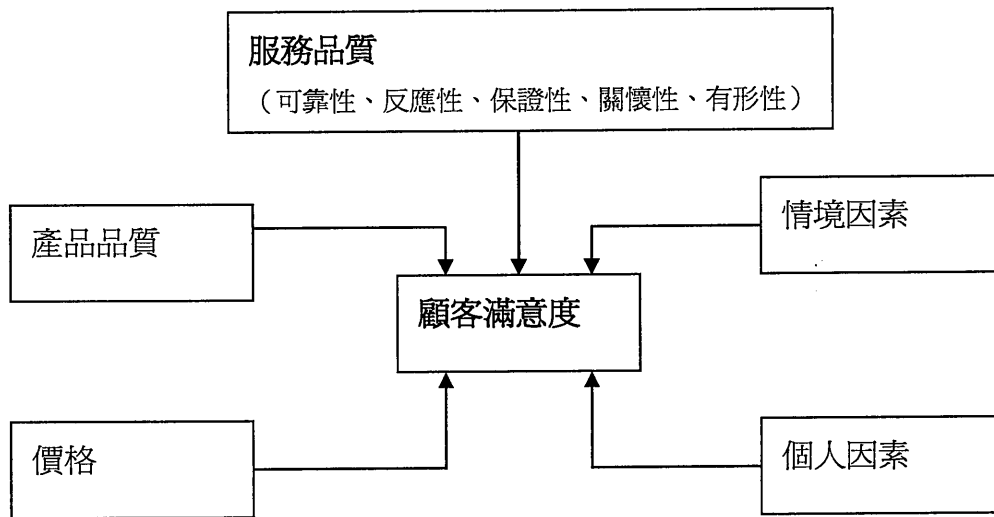 服務品質
（可靠性、反應性、保證性、關懷性、有形性）
產品品質
情境因素
顧客滿意度
價格
個人因素